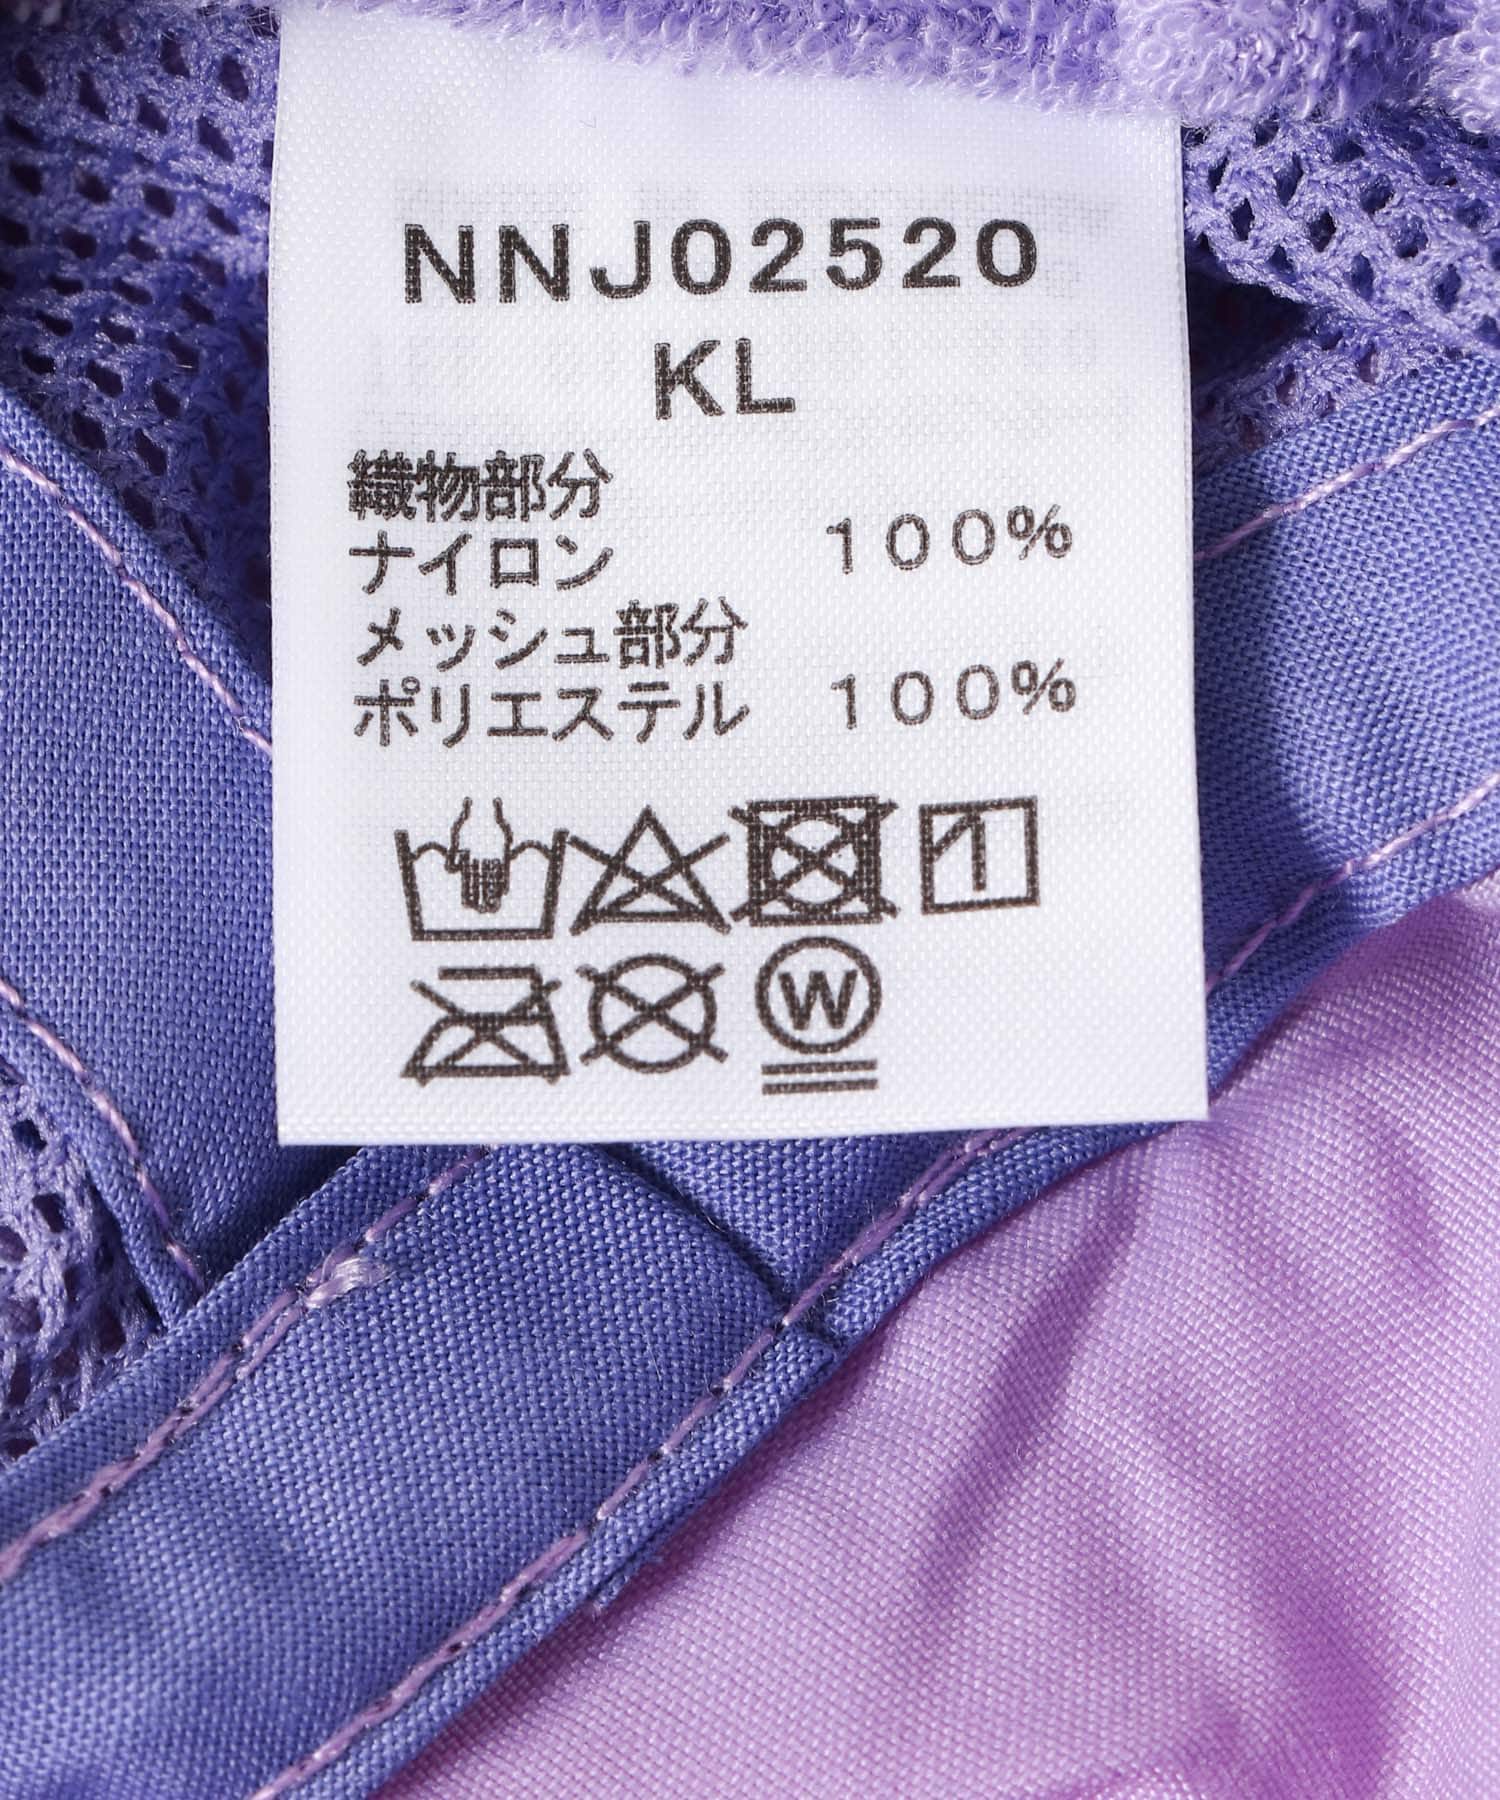 NNJ02520
KL
織物部分
ナイロン 100%
メッシュ部分
ポリエステル 100%
W